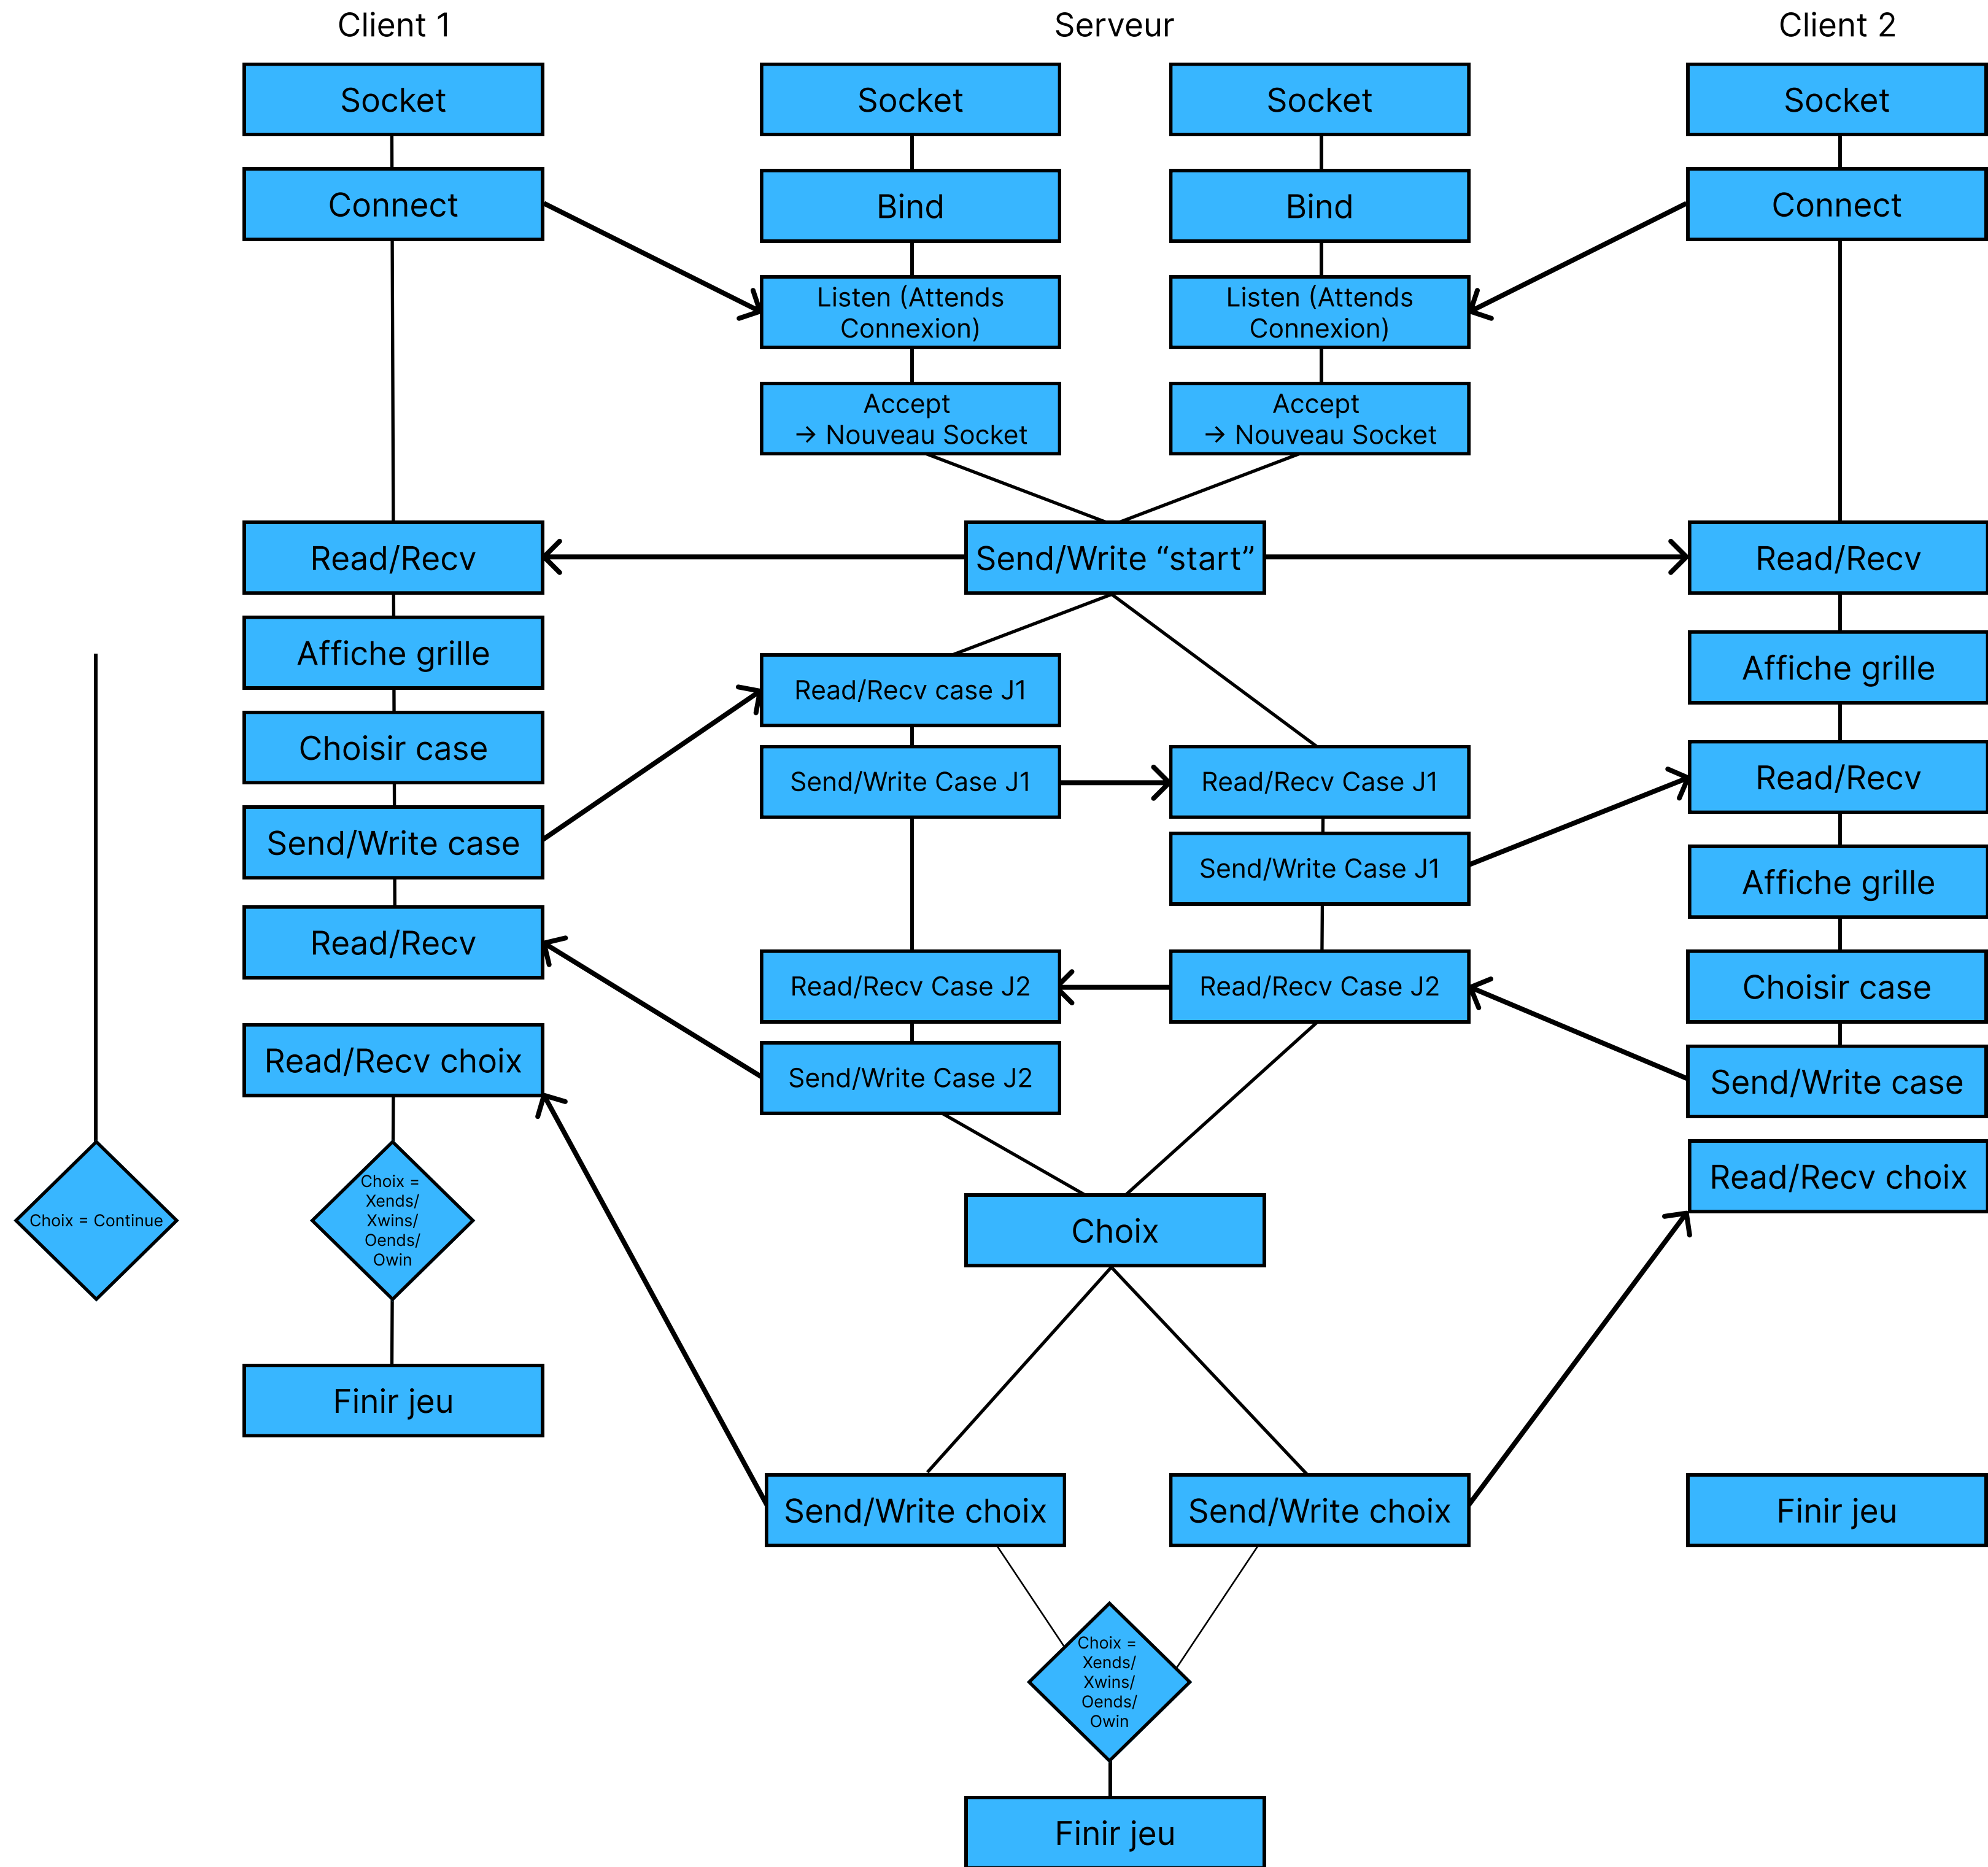 Client 1
Serveur
Client 2
Socket
Socket
Socket
Socket
Connect
Bind
Bind
Connect
Listen (Attends
Connexion)
Listen (Attends
Connexion)
Accept
→ Nouveau Socket
Accept
→ Nouveau Socket
Read/Recv
Send/Write “start”
Read/Recv
Affiche grille
Read/Recv case J1
Affiche grille
Choisir case
Send/Write Case J1
Read/Recv Case J1
Read/Recv
Send/Write case
Send/Write Case J1
Affiche grille
Read/Recv
Read/Recv Case J2
Read/Recv Case J2
Choisir case
Read/Recv choix
Send/Write Case J2
Send/Write case
Read/Recv choix
Choix = Continue
Choix =
Xends/
Xwins/
Oends/
Owin
Choix
Finir jeu
Send/Write choix
Send/Write choix
Finir jeu
Choix =
Xends/
Xwins/
Oends/
Owin
Finir jeu